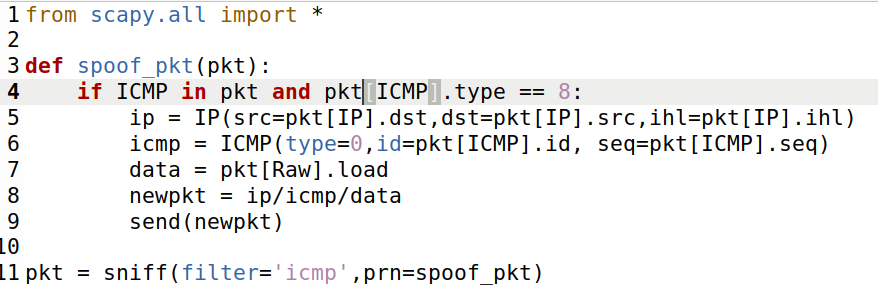 1 from scapy.all import *
2
3 def spoof_pkt(pkt):
4     if ICMP in pkt and pkt[ICMP].type == 8:
5         ip = IP(src=pkt[IP].dst,dst=pkt[IP].src,ihl=pkt[IP].ihl)
6         icmp = ICMP(type=0,id=pkt[ICMP].id, seq=pkt[ICMP].seq)
7         data = pkt[Raw].load
8         newpkt = ip/icmp/data
9         send(newpkt)
10
11 pkt = sniff(filter='icmp',prn=spoof_pkt)